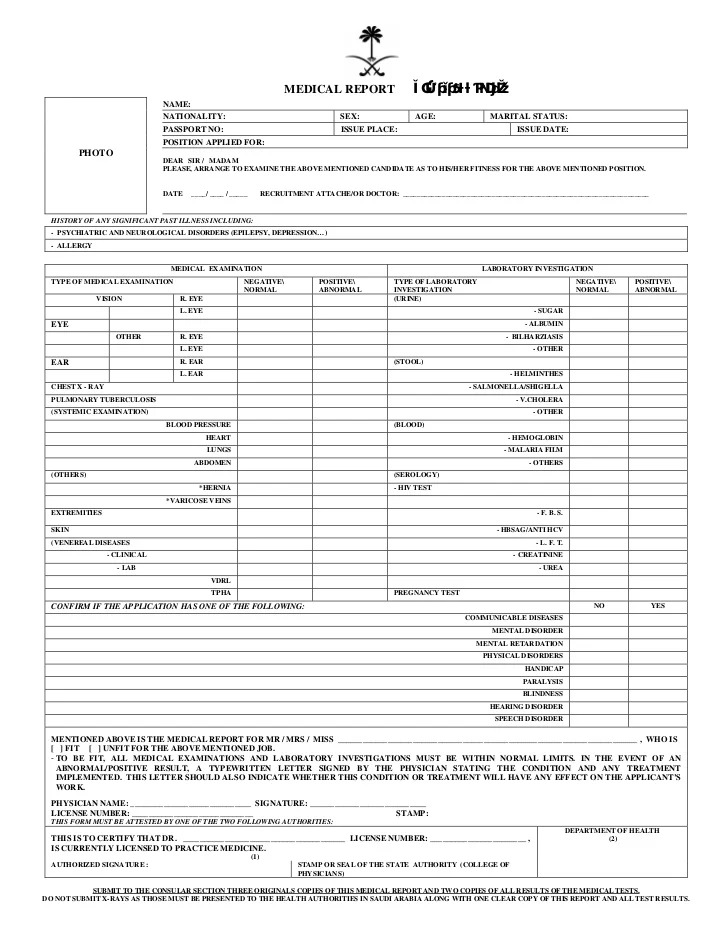 MEDICAL REPORT
PHOTO
NAME:
NATIONALITY: SEX: AGE: MARITAL STATUS:
PASSPORT NO: ISSUE PLACE: ISSUE DATE:
POSITION APPLIED FOR:
DEAR SIR / MADAM
PLEASE, ARRANGE TO EXAMINE THE ABOVE MENTIONED CANDIDATE AS TO HIS/HER FITNESS FOR THE ABOVE MENTIONED POSITION.
DATE ____/ ____ /_____ RECRUITMENT ATTACHE/OR DOCTOR: ____________________
HISTORY OF ANY SIGNIFICANT PAST ILLNESS INCLUDING:
- PSYCHIATRIC AND NEUROLOGICAL DISORDERS (EPILEPSY, DEPRESSION…)
- ALLERGY
MEDICAL EXAMINATION LABORATORY INVESTIGATION
TYPE OF MEDICAL EXAMINATION NEGATIVE\ POSITIVE\ TYPE OF LABORATORY NEGATIVE\ POSITIVE\
NORMAL ABNORMAL INVESTIGATION NORMAL ABNORMAL
VISION R. EYE (URINE)
L. EYE - SUGAR
EYE - ALBUMIN
OTHER R. EYE - BILHARZIASIS
L. EYE - OTHER
EAR R. EAR (STOOL)
L. EAR - HELMINTHES
CHEST X - RAY - SALMONELLA/SHIGELLA
PULMONARY TUBERCULOSIS - V.CHOLERA
(SYSTEMIC EXAMINATION) - OTHER
BLOOD PRESSURE (BLOOD)
HEART - HEMOGLOBIN
LUNGS - MALARIA FILM
ABDOMEN - OTHERS
(OTHERS) (SEROLOGY)
*HERNIA - HIV TEST
*VARICOSE VEINS
EXTREMITIES - F. B. S.
SKIN - HBSAG/ANTI HCV
(VENEREAL DISEASES - L. F. T.
- CLINICAL - CREATININE
- LAB - UREA
VDRL
TPHA PREGNANCY TEST
CONFIRM IF THE APPLICATION HAS ONE OF THE FOLLOWING: NO YES
COMMUNICABLE DISEASES
MENTAL DISORDER
MENTAL RETARDATION
PHYSICAL DISORDERS
HANDICAP
PARALYSIS
BLINDNESS
HEARING DISORDER
SPEECH DISORDER
MENTIONED ABOVE IS THE MEDICAL REPORT FOR MR / MRS / MISS ____________________ , WHO IS
[ ] FIT [ ] UNFIT FOR THE ABOVE MENTIONED JOB.
- TO BE FIT, ALL MEDICAL EXAMINATIONS AND LABORATORY INVESTIGATIONS MUST BE WITHIN NORMAL LIMITS. IN THE EVENT OF AN
ABNORMAL/POSITIVE RESULT, A TYPEWRITTEN LETTER SIGNED BY THE PHYSICIAN STATING THE CONDITION AND ANY TREATMENT
IMPLEMENTED. THIS LETTER SHOULD ALSO INDICATE WHETHER THIS CONDITION OR TREATMENT WILL HAVE ANY EFFECT ON THE APPLICANT'S
WORK.
PHYSICIAN NAME: ____________________ SIGNATURE: ____________________
LICENSE NUMBER: ____________________ STAMP:
THIS FORM MUST BE ATTESTED BY ONE OF THE TWO FOLLOWING AUTHORITIES:
THIS IS TO CERTIFY THAT DR. ____________________ LICENSE NUMBER: ____________________ ,
IS CURRENTLY LICENSED TO PRACTICE MEDICINE.
(1)
AUTHORIZED SIGNATURE : STAMP OR SEAL OF THE STATE AUTHORITY (COLLEGE OF
PHYSICIANS)
DEPARTMENT OF HEALTH
(2)
SUBMIT TO THE CONSULAR SECTION THREE ORIGINALS COPIES OF THIS MEDICAL REPORT AND TWO COPIES OF ALL RESULTS OF THE MEDICAL TESTS.
DO NOT SUBMIT X-RAYS AS THOSE MUST BE PRESENTED TO THE HEALTH AUTHORITIES IN SAUDI ARABIA ALONG WITH ONE CLEAR COPY OF THIS REPORT AND ALL TEST RESULTS.